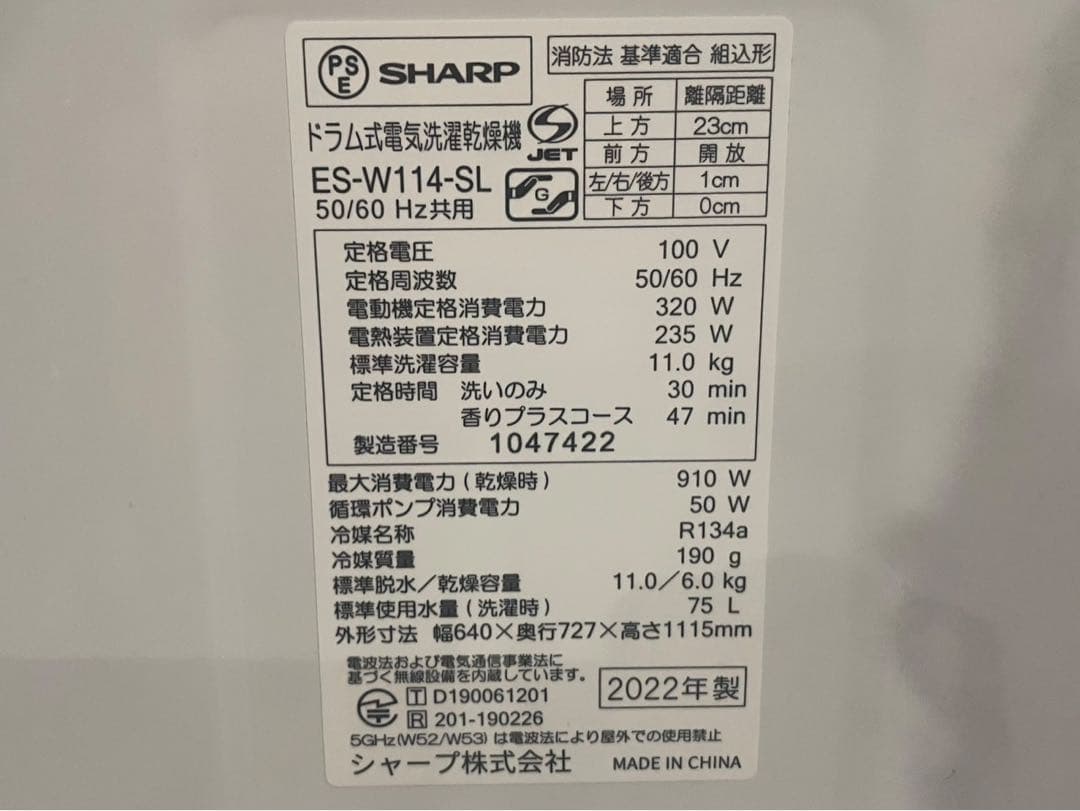 PSE SHARP
消防法 基準適合 組込形
場所 離隔距離
上方 23cm
前方 開放
左/右/後方 1cm
下方 0cm
ドラム式電気洗濯乾燥機
S JET
ES-W114-SL
G
50/60 Hz共用
定格電圧 100 V
定格周波数 50/60 Hz
電動機定格消費電力 320 W
電熱装置定格消費電力 235 W
標準洗濯容量 11.0 kg
定格時間 洗いのみ 30 min
香りプラスコース 47 min
製造番号 1047422
最大消費電力(乾燥時) 910 W
循環ポンプ消費電力 50 W
冷媒名称 R134a
冷媒質量 190 g
標準脱水/乾燥容量 11.0/6.0 kg
標準使用水量(洗濯時) 75 L
外形寸法 幅640×奥行727×高さ1115mm
電波法および電気通信事業法に
基づく無線設備を内蔵しています。
T D190061201
R 201-190226
2022年製
5GHz(W52/W53)は電波法により屋外での使用禁止
シャープ株式会社 MADE IN CHINA